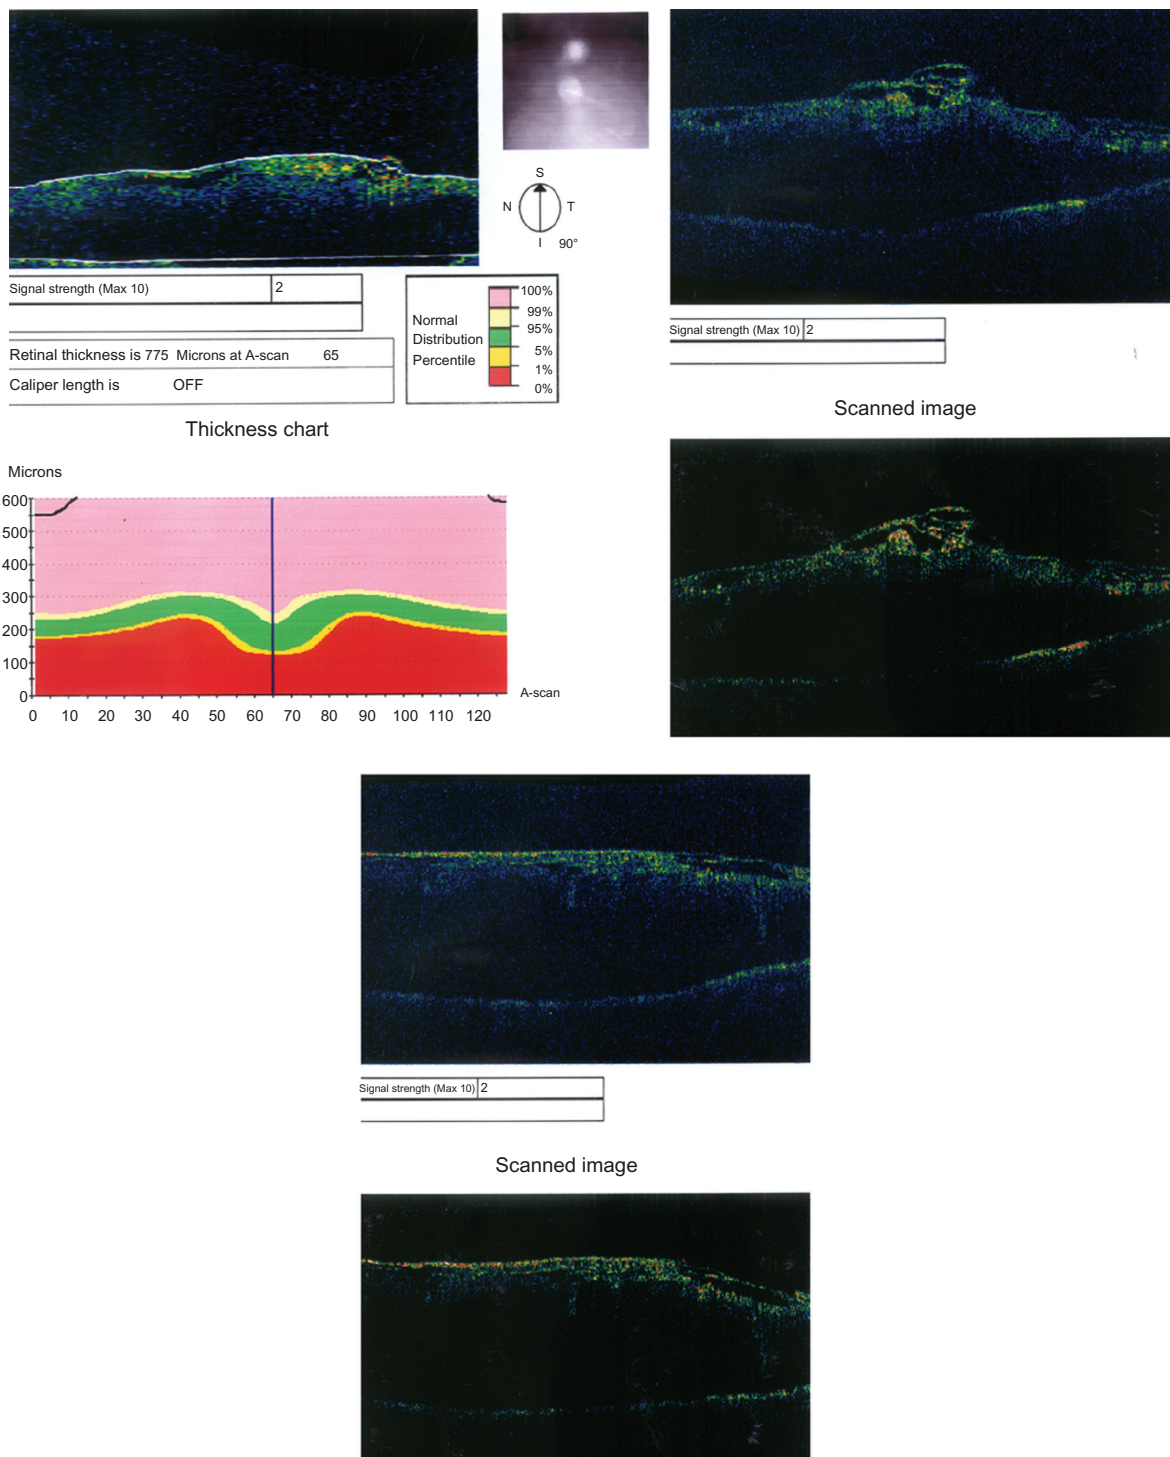 S
N T
I 90°
Signal strength (Max 10) 2
Retinal thickness is 775 Microns at A-scan 65
Caliper length is OFF
Normal
Distribution
Percentile
100%
99%
95%
5%
1%
0%
Thickness chart
Microns
600
500
400
300
200
100
0
0 10 20 30 40 50 60 70 80 90 100 110 120
A-scan
Signal strength (Max 10) 2
Scanned image
Signal strength (Max 10) 2
Scanned image